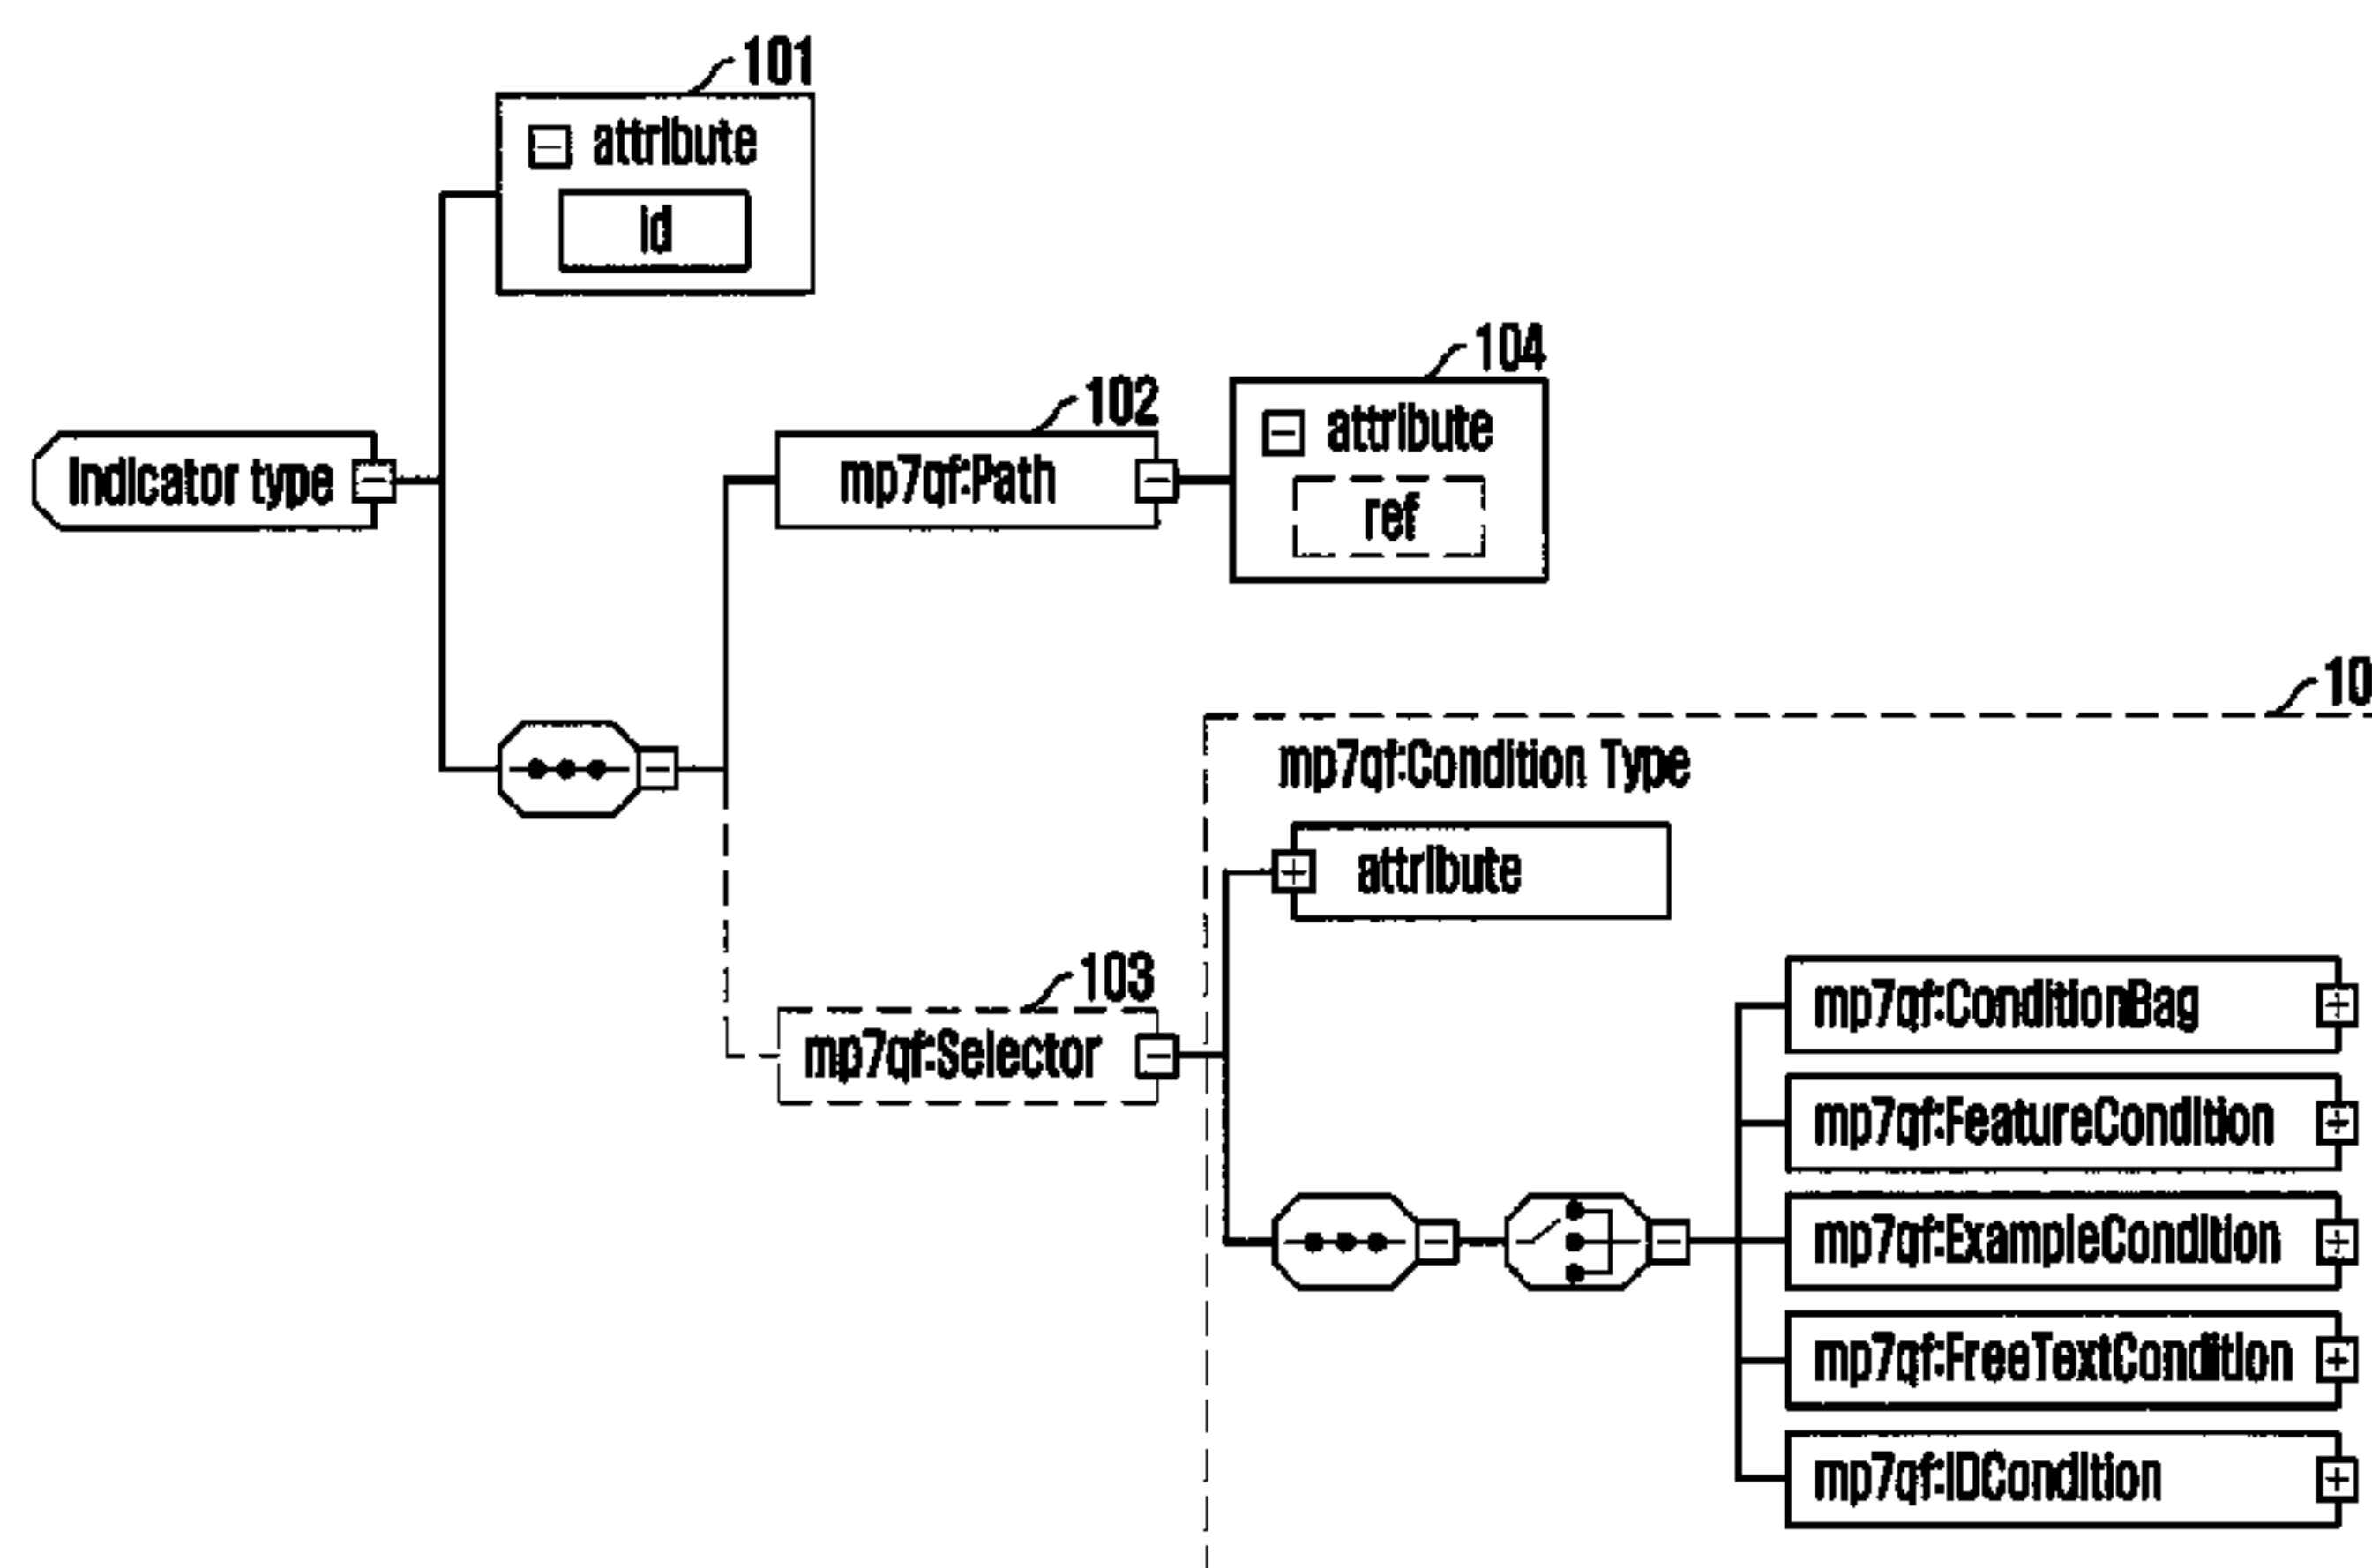 101
attribute
id
104
102
attribute
Indicator type
mp7qf:Path
ref
mp7qf:Condition Type
attribute
103
mp7qf:ConditionBag
mp7qf:Selector
mp7qf:FeatureCondition
mp7qf:ExampleCondition
mp7qf:FreeTextCondition
mp7qf:IDCondition